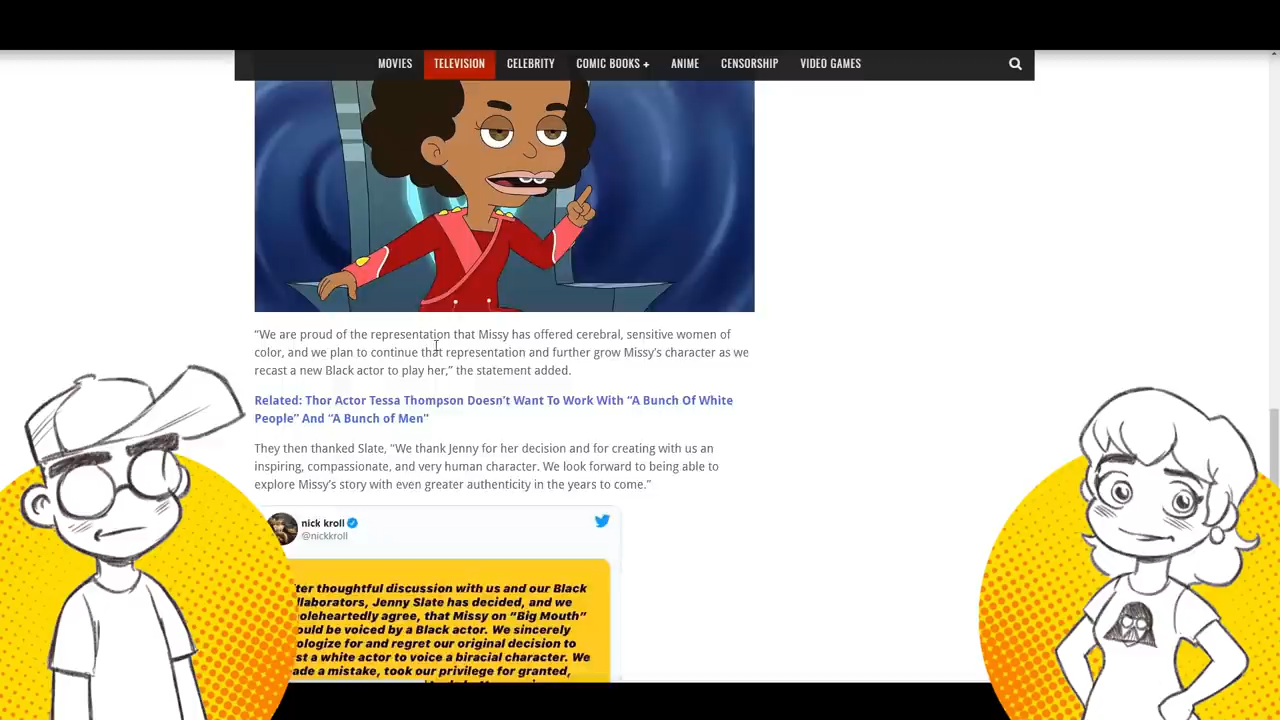 MOVIES TELEVISION CELEBRITY COMIC BOOKS + ANIME CENSORSHIP VIDEO GAMES
“We are proud of the representation that Missy has offered cerebral, sensitive women of
color, and we plan to continue that representation and further grow Missy’s character as we
recast a new Black actor to play her,” the statement added.
Related: Thor Actor Tessa Thompson Doesn’t Want To Work With “A Bunch Of White
People” And “A Bunch of Men”
They then thanked Slate, “We thank Jenny for her decision and for creating with us an
inspiring, compassionate, and very human character. We look forward to being able to
explore Missy’s story with even greater authenticity in the years to come.”
nick kroll
@nickkroll
ter thoughtful discussion with us and our Black
llaborators, Jenny Slate has decided, and we
oleheartedly agree, that Missy on “Big Mouth”
ould be voiced by a Black actor. We sincerely
ologize for and regret our original decision to
st a white actor to voice a biracial character. We
ade a mistake, took our privilege for granted,